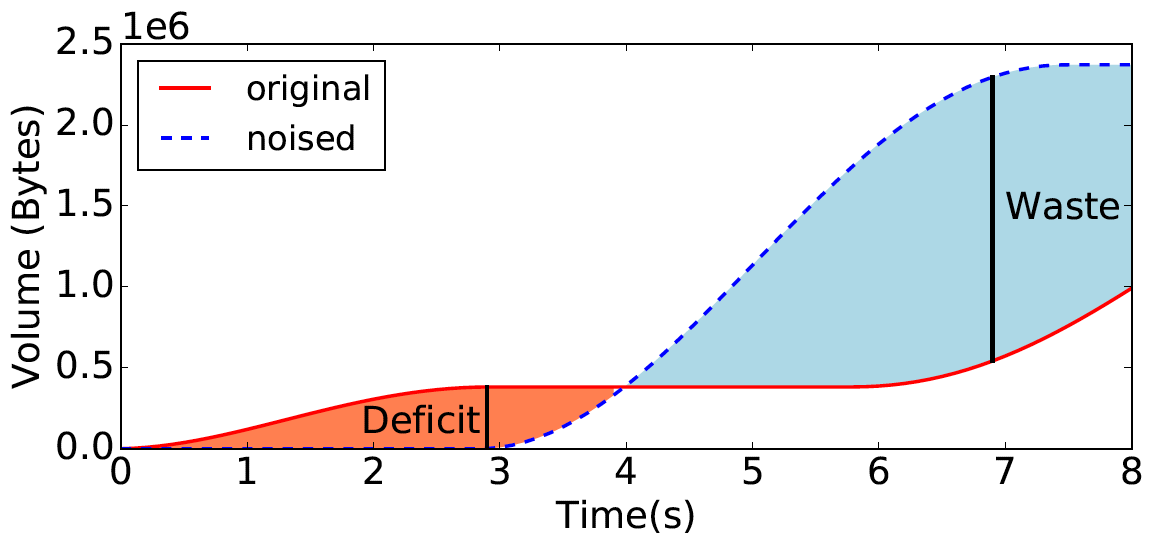 1e6
2.5
2.0
1.5
1.0
0.5
0.0
Volume (Bytes)
original
noised
Deficit
Waste
0 1 2 3 4 5 6 7 8
Time(s)